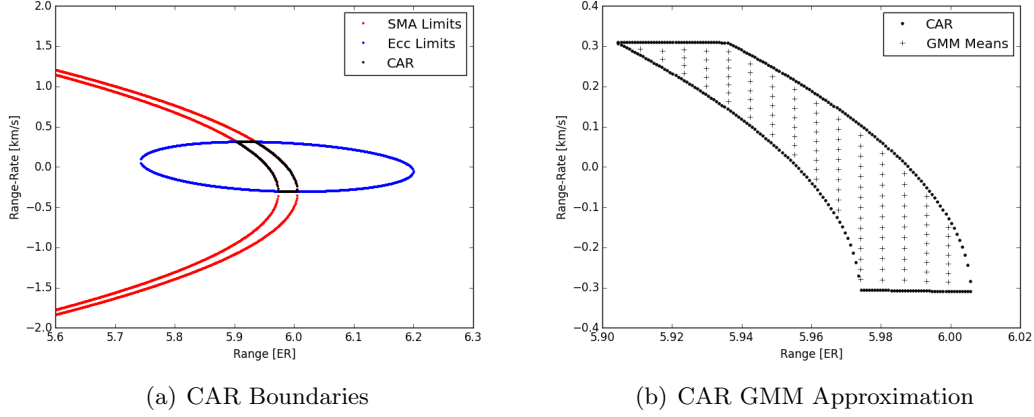 2.0
1.5
1.0
0.5
0.0
-0.5
-1.0
-1.5
-2.0
Range-Rate [km/s]
5.6 5.7 5.8 5.9 6.0 6.1 6.2 6.3
Range [ER]
SMA Limits
Ecc Limits
CAR
(a) CAR Boundaries
0.4
0.3
0.2
0.1
0.0
-0.1
-0.2
-0.3
-0.4
Range-Rate [km/s]
5.90 5.92 5.94 5.96 5.98 6.00 6.02
Range [ER]
CAR
GMM Means
(b) CAR GMM Approximation